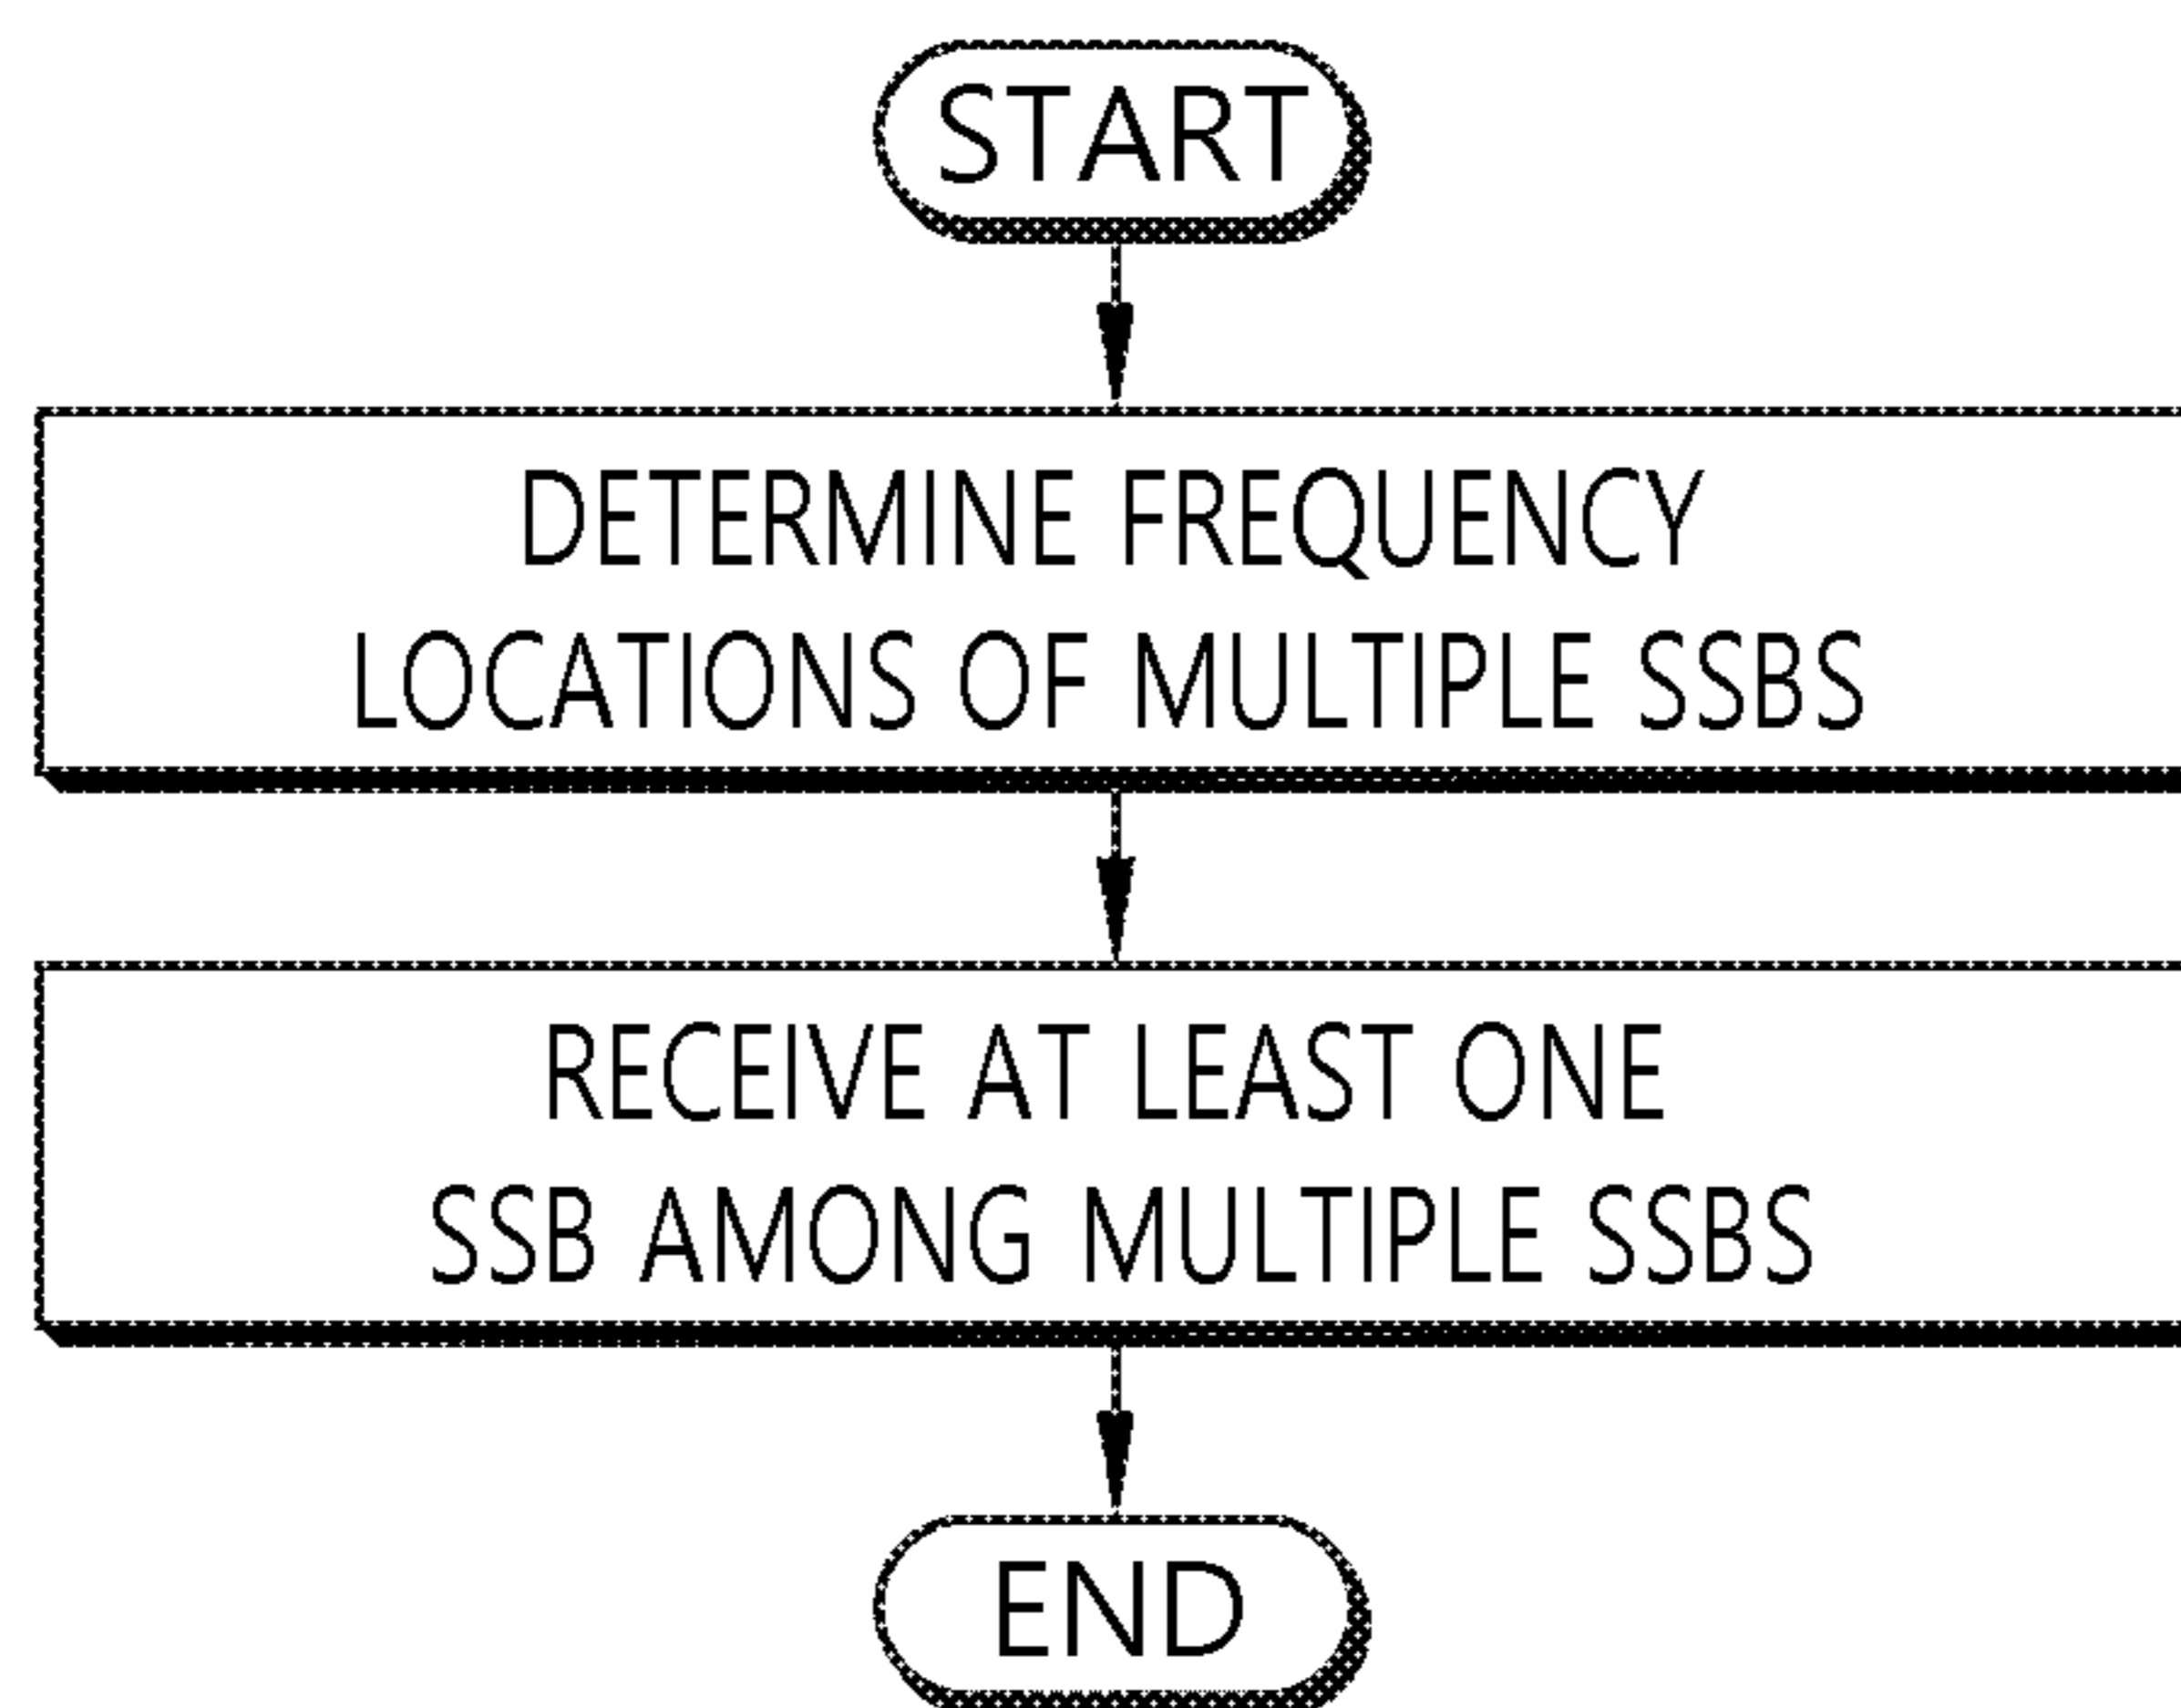 START
DETERMINE FREQUENCY
LOCATIONS OF MULTIPLE SSBS
RECEIVE AT LEAST ONE
SSB AMONG MULTIPLE SSBS
END